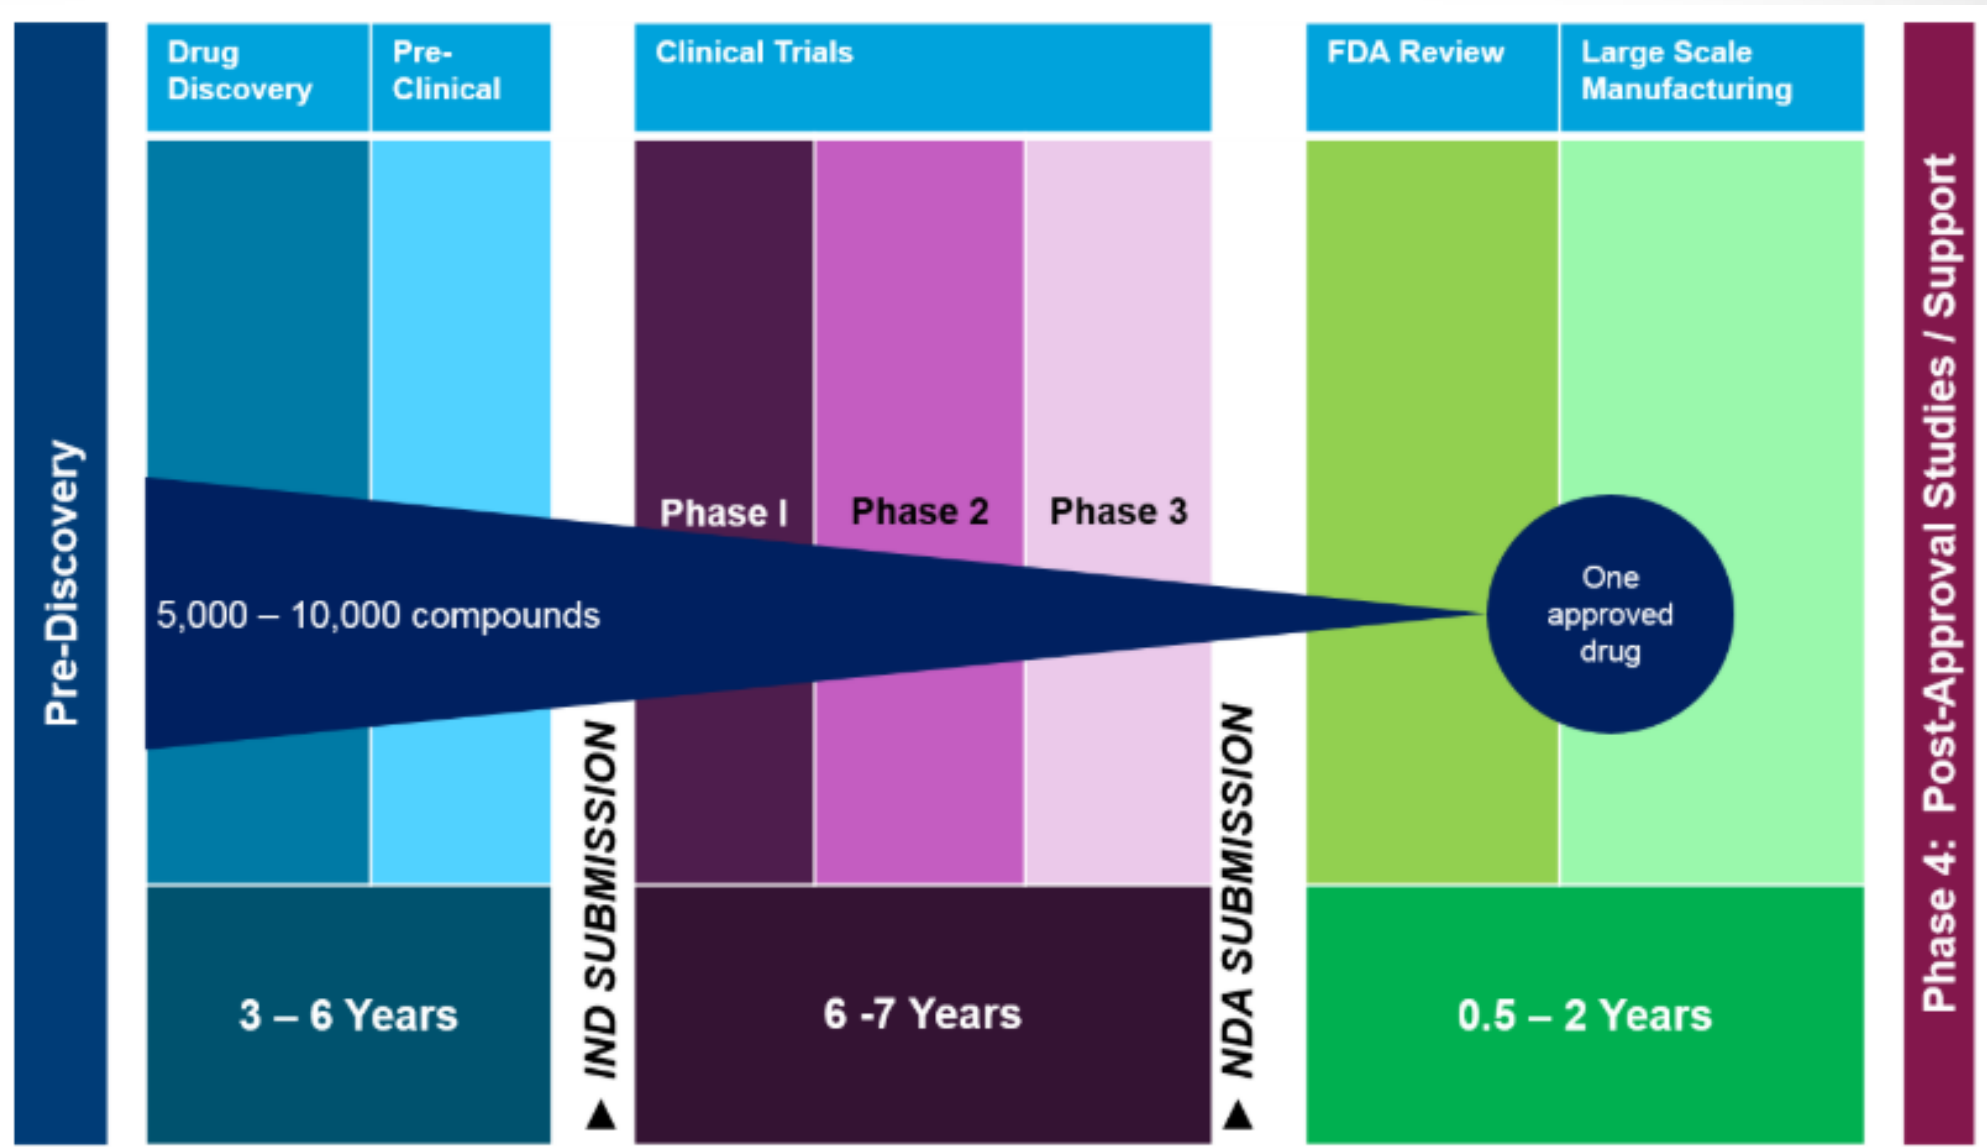 Pre-Discovery
Drug
Discovery
Pre-
Clinical
Clinical Trials
FDA Review
Large Scale
Manufacturing
Phase I
Phase 2
Phase 3
5,000 – 10,000 compounds
One
approved
drug
3 – 6 Years
IND SUBMISSION
6 -7 Years
NDA SUBMISSION
0.5 – 2 Years
Phase 4: Post-Approval Studies / Support